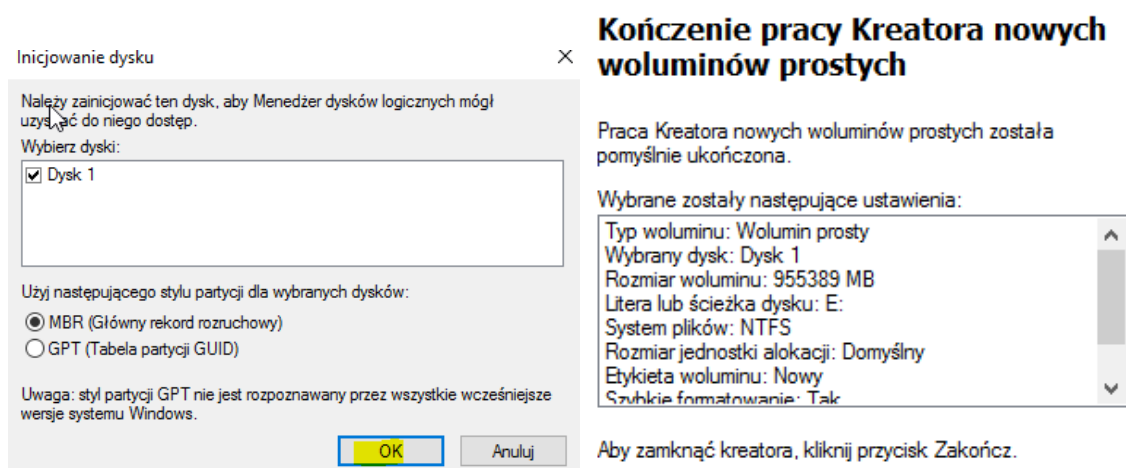 Inicjowanie dysku
Należy zainicjować ten dysk, aby Menedżer dysków logicznych mógł
uzyskać do niego dostęp.
Wybierz dyski:
Dysk 1
Użyj następującego stylu partycji dla wybranych dysków:
MBR (Główny rekord rozruchowy)
GPT (Tabela partycji GUID)
Uwaga: styl partycji GPT nie jest rozpoznawany przez wszystkie wcześniejsze
wersje systemu Windows.
OK
Anuluj
Kończenie pracy Kreatora nowych
woluminów prostych
Praca Kreatora nowych woluminów prostych została
pomyślnie ukończona.
Wybrane zostały następujące ustawienia:
Typ woluminu: Wolumin prosty
Wybrany dysk: Dysk 1
Rozmiar woluminu: 955389 MB
Litera lub ścieżka dysku: E:
System plików: NTFS
Rozmiar jednostki alokacji: Domyślny
Etykieta woluminu: Nowy
Szybkie formatowanie: Tak
Aby zamknąć kreatora, kliknij przycisk Zakończ.